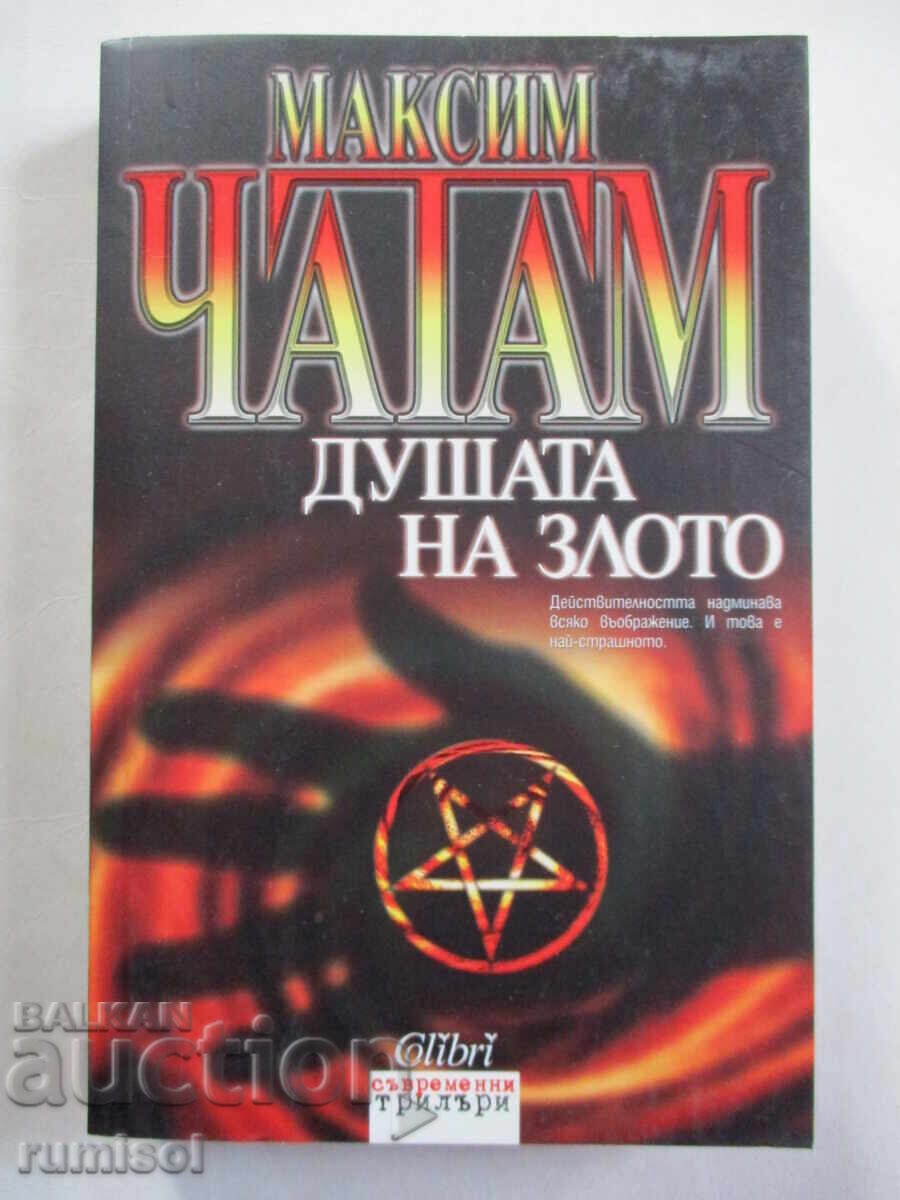 МАКСИМ
ЧАТАМ
ДУШАТА
НА ЗЛОТО
Действителността надминава
всяко въображение. И това е
най-страшното.
Colibri
съвременни
трилъри
BALKAN
auction
rumisol